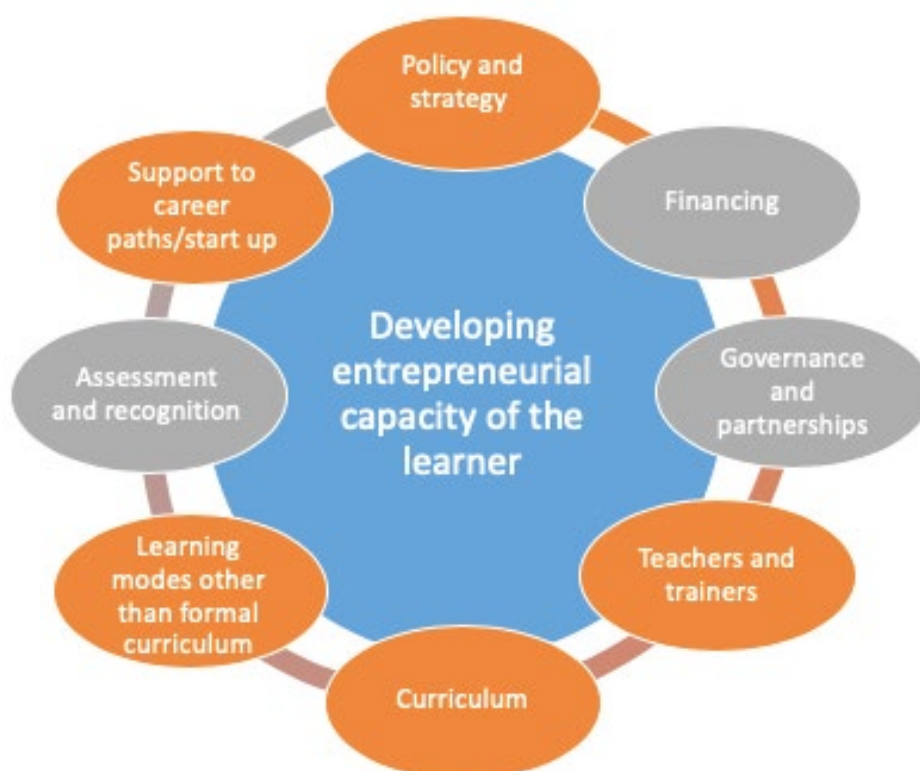 Policy and
strategy
Support to
career
paths/start up
Financing
Developing
entrepreneurial
capacity of the
learner
Assessment
and recognition
Governance
and
partnerships
Learning
modes other
than formal
curriculum
Teachers and
trainers
Curriculum